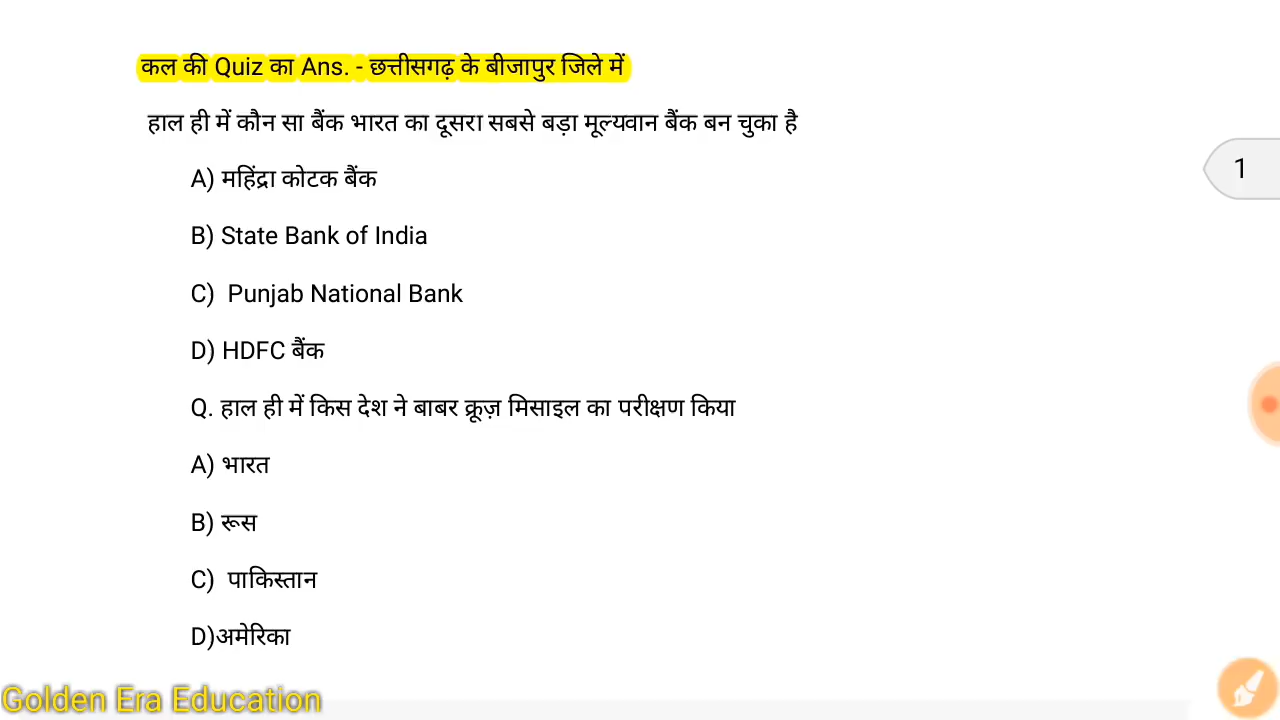 कल की Quiz का Ans. - छत्तीसगढ़ के बीजापुर जिले में
हाल ही में कौन सा बैंक भारत का दूसरा सबसे बड़ा मूल्यवान बैंक बन चुका है
1
A) महिंद्रा कोटक बैंक
B) State Bank of India
C) Punjab National Bank
D) HDFC बैंक
Q. हाल ही में किस देश ने बाबर क्रूज़ मिसाइल का परीक्षण किया
A) भारत
B) रूस
C) पाकिस्तान
D)अमेरिका
Golden Era Education